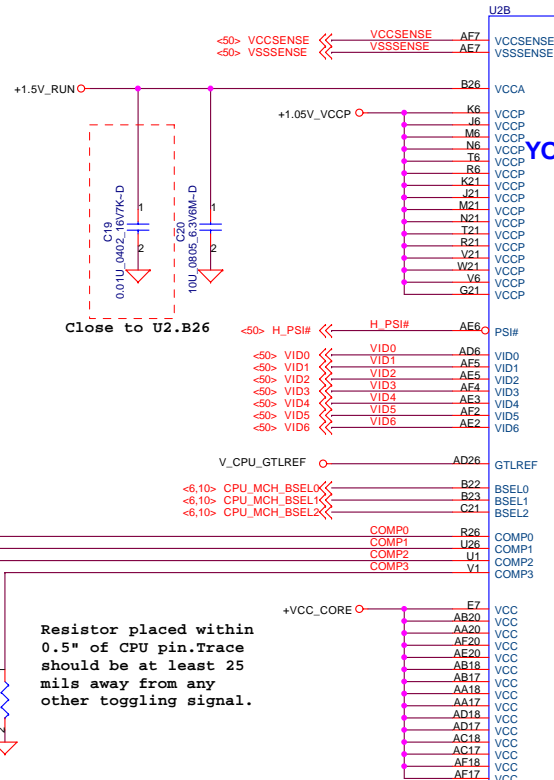 U2B
<50> VCCSENSE VCCSENSE AF7 VCCSENSE
<50> VSSSENSE VSSSENSE AE7 VSSSENSE
+1.5V_RUN B26 VCCA
+1.05V_VCCP K6 VCCP
J6 VCCP
M6 VCCP
N6 VCCP
T6 VCCP
R6 VCCP
K21 VCCP
J21 VCCP
M21 VCCP
N21 VCCP
T21 VCCP
R21 VCCP
V21 VCCP
W21 VCCP
V6 VCCP
G21 VCCP
YO
1
2
C19
0.01U_0402_16V7K~D
1
2
C20
10U_0805_6.3V6M~D
Close to U2.B26
<50> H_PSI# H_PSI# AE6 PSI#
<50> VID0 VID0 AD6 VID0
<50> VID1 VID1 AF5 VID1
<50> VID2 VID2 AE5 VID2
<50> VID3 VID3 AF4 VID3
<50> VID4 VID4 AE3 VID4
<50> VID5 VID5 AF2 VID5
<50> VID6 VID6 AE2 VID6
V_CPU_GTLREF AD26 GTLREF
<6,10> CPU_MCH_BSEL0 B22 BSEL0
<6,10> CPU_MCH_BSEL1 B23 BSEL1
<6,10> CPU_MCH_BSEL2 C21 BSEL2
COMP0 R26 COMP0
COMP1 U26 COMP1
COMP2 U1 COMP2
COMP3 V1 COMP3
+VCC_CORE E7 VCC
AB20 VCC
AA20 VCC
AF20 VCC
AE20 VCC
AB18 VCC
AB17 VCC
AA18 VCC
AA17 VCC
AD18 VCC
AD17 VCC
AC18 VCC
AC17 VCC
AF18 VCC
AF17 VCC
Resistor placed within
0.5" of CPU pin.Trace
should be at least 25
mils away from any
other toggling signal.
2